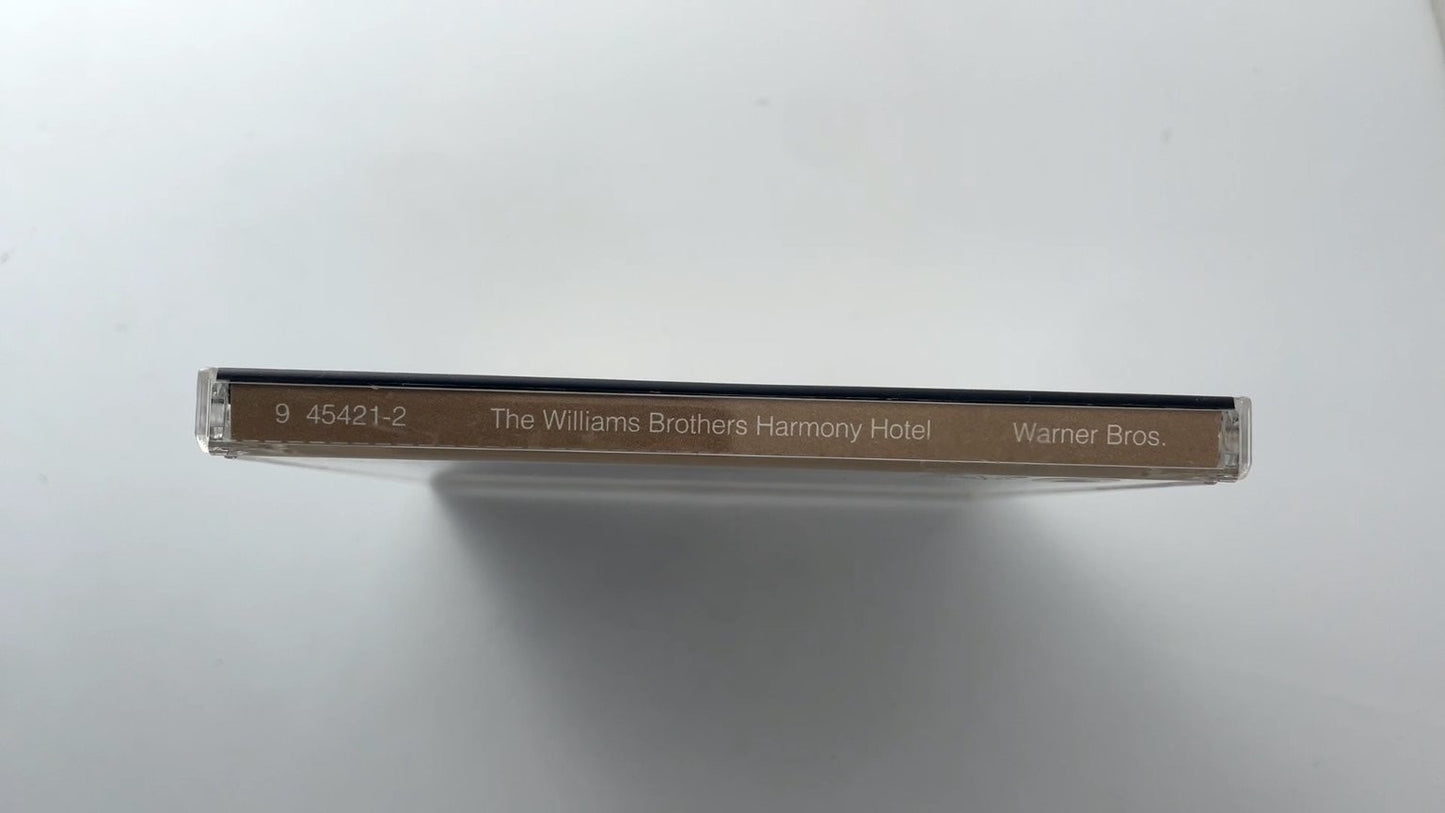 9 45421-2 The Williams Brothers Harmony Hotel Warner Bros.